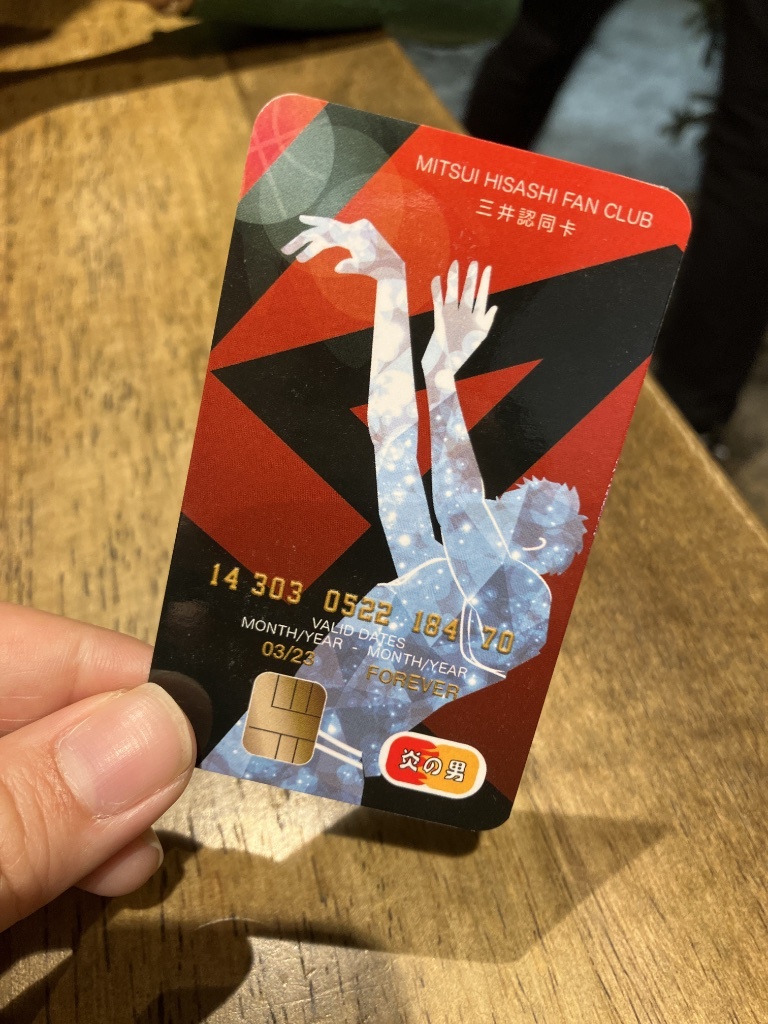 MITSUI HISASHI FAN CLUB
三井認同卡
14 303 0522 184 70
VALID DATES
MONTH/YEAR - MONTH/YEAR
03/23 FOREVER
炎の男